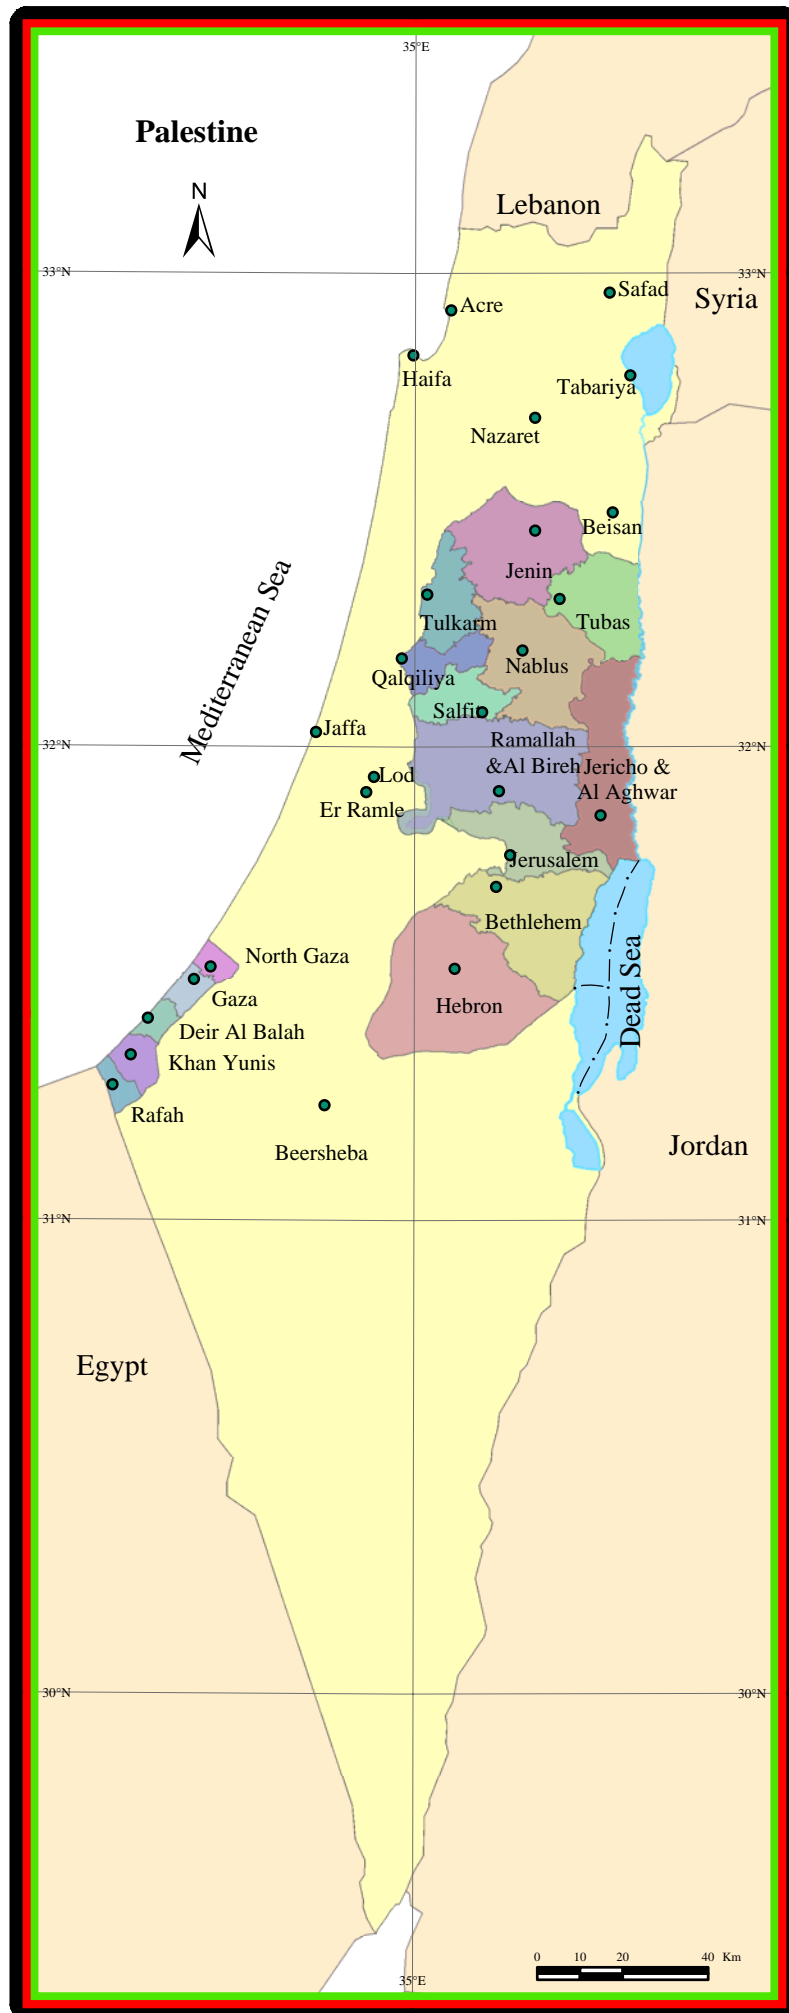 35°E
Palestine
N
Lebanon
33°N
33°N
Safad
Syria
Acre
Haifa
Tabariya
Nazaret
Beisan
Jenin
Mediterranean Sea
Tulkarm
Tubas
Nablus
Qalqiliya
Salfit
Jaffa
32°N
32°N
Ramallah
&Al Bireh
Jericho &
Al Aghwar
Lod
Er Ramle
Jerusalem
Bethlehem
North Gaza
Dead Sea
Gaza
Hebron
Deir Al Balah
Khan Yunis
Rafah
Beersheba
Jordan
31°N
31°N
Egypt
30°N
30°N
0 10 20 40 Km
35°E